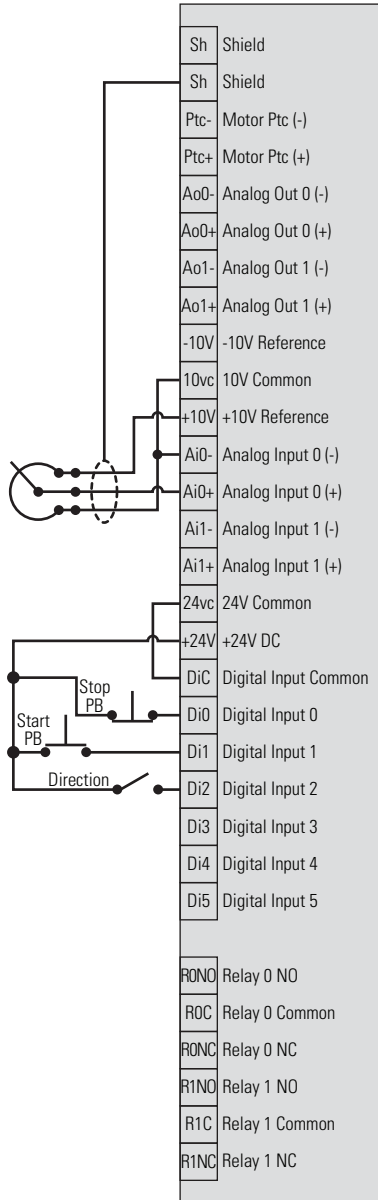 Sh Shield
Sh Shield
Ptc- Motor Ptc (-)
Ptc+ Motor Ptc (+)
Ao0- Analog Out 0 (-)
Ao0+ Analog Out 0 (+)
Ao1- Analog Out 1 (-)
Ao1+ Analog Out 1 (+)
-10V -10V Reference
10vc 10V Common
+10V +10V Reference
Ai0- Analog Input 0 (-)
Ai0+ Analog Input 0 (+)
Ai1- Analog Input 1 (-)
Ai1+ Analog Input 1 (+)
24vc 24V Common
+24V +24V DC
DiC Digital Input Common
Stop
PB
Di0 Digital Input 0
Start
PB
Di1 Digital Input 1
Direction
Di2 Digital Input 2
Di3 Digital Input 3
Di4 Digital Input 4
Di5 Digital Input 5
R0NO Relay 0 NO
R0C Relay 0 Common
R0NC Relay 0 NC
R1NO Relay 1 NO
R1C Relay 1 Common
R1NC Relay 1 NC